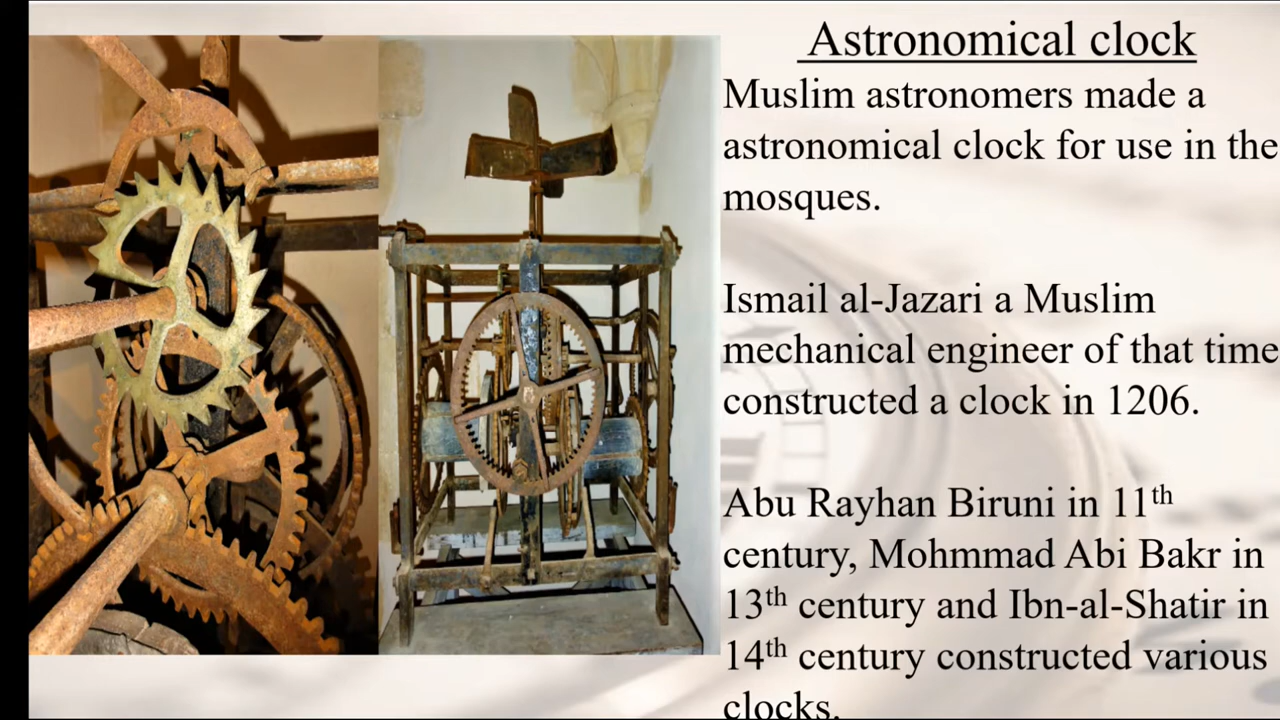 Astronomical clock
Muslim astronomers made a
astronomical clock for use in the
mosques.
Ismail al-Jazari a Muslim
mechanical engineer of that time
constructed a clock in 1206.
Abu Rayhan Biruni in 11th
century, Mohmmad Abi Bakr in
13th century and Ibn-al-Shatir in
14th century constructed various
clocks.